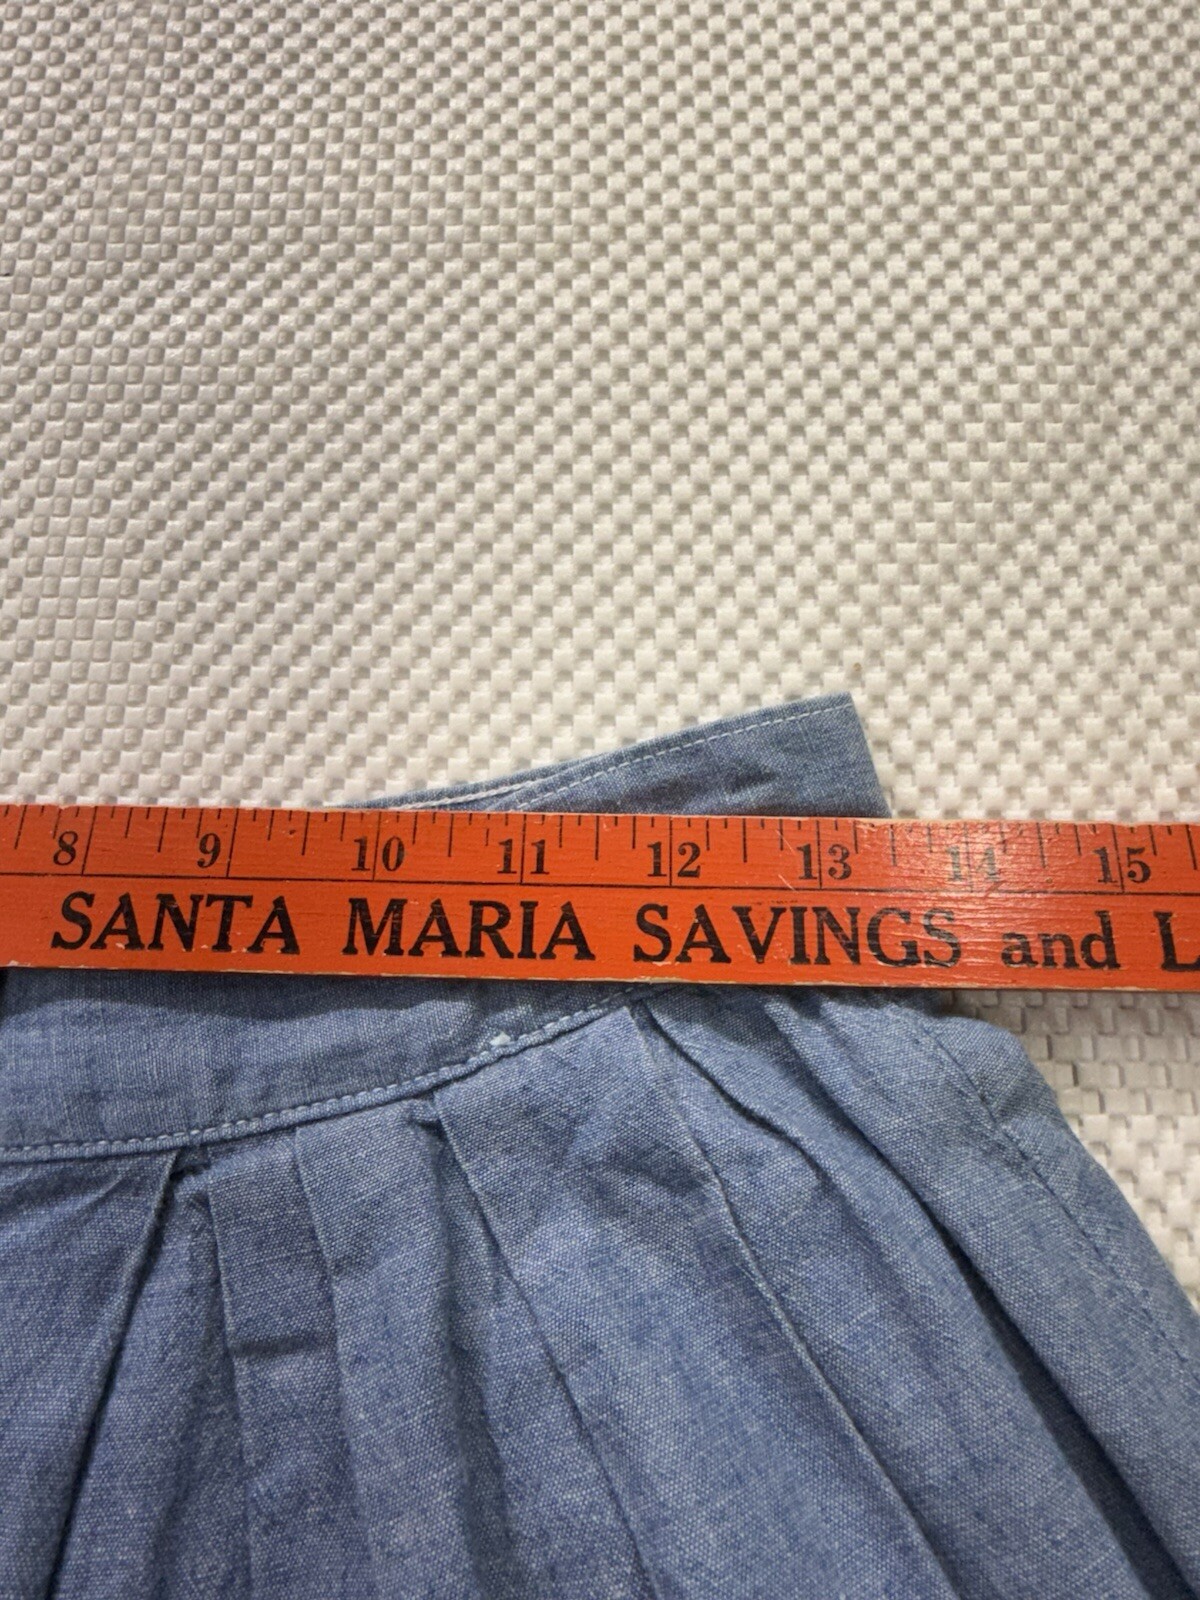 8 9 10 11 12 13 14 15
SANTA MARIA SAVINGS and L